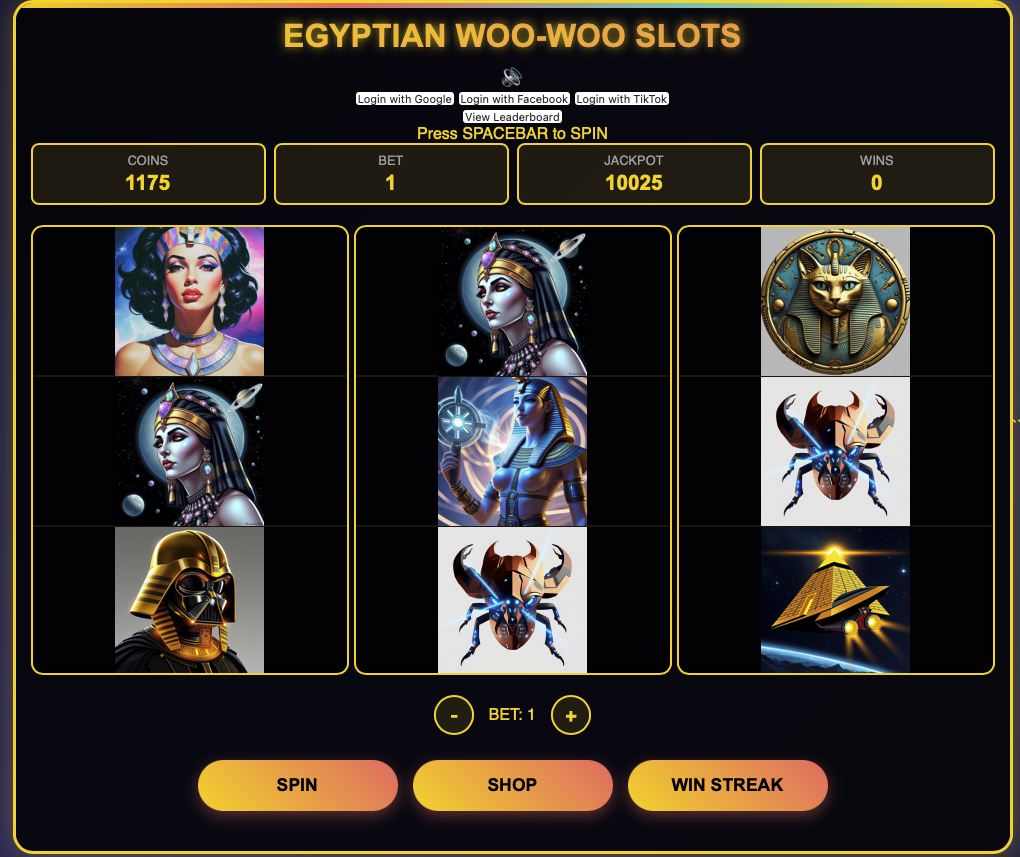 EGYPTIAN WOO-WOO SLOTS
Login with Google Login with Facebook Login with TikTok
View Leaderboard
Press SPACEBAR to SPIN
COINS BET JACKPOT WINS
1175 1 10025 0
- BET: 1 +
SPIN SHOP WIN STREAK